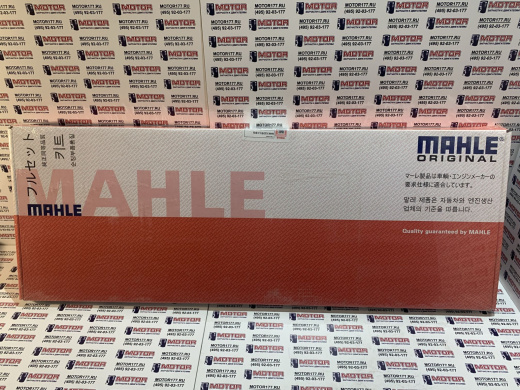 フルセット
키트
MAHLE
MAHLE
MAHLE
ORIGINAL
マーレ製品は車輌・エンジンメーカーの
要求仕様に適合しています。
말레 제품은 자동차와 엔진생산
업체의 기준을 따릅니다.
Quality guaranteed by MAHLE
MOTOR177.RU
(495) 92-03-177
MOTOR